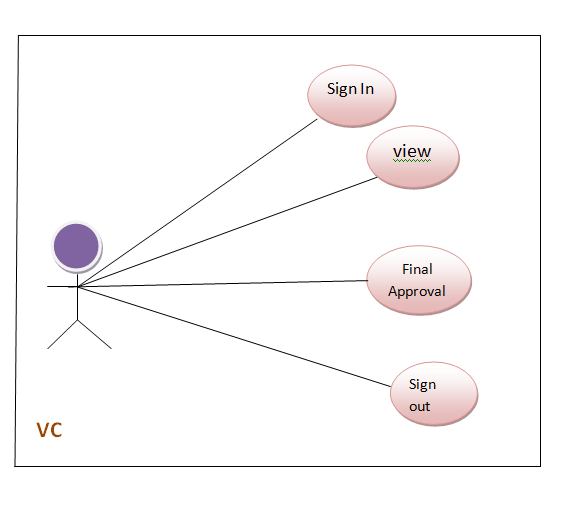 Sign In
view
Final
Approval
Sign
out
VC